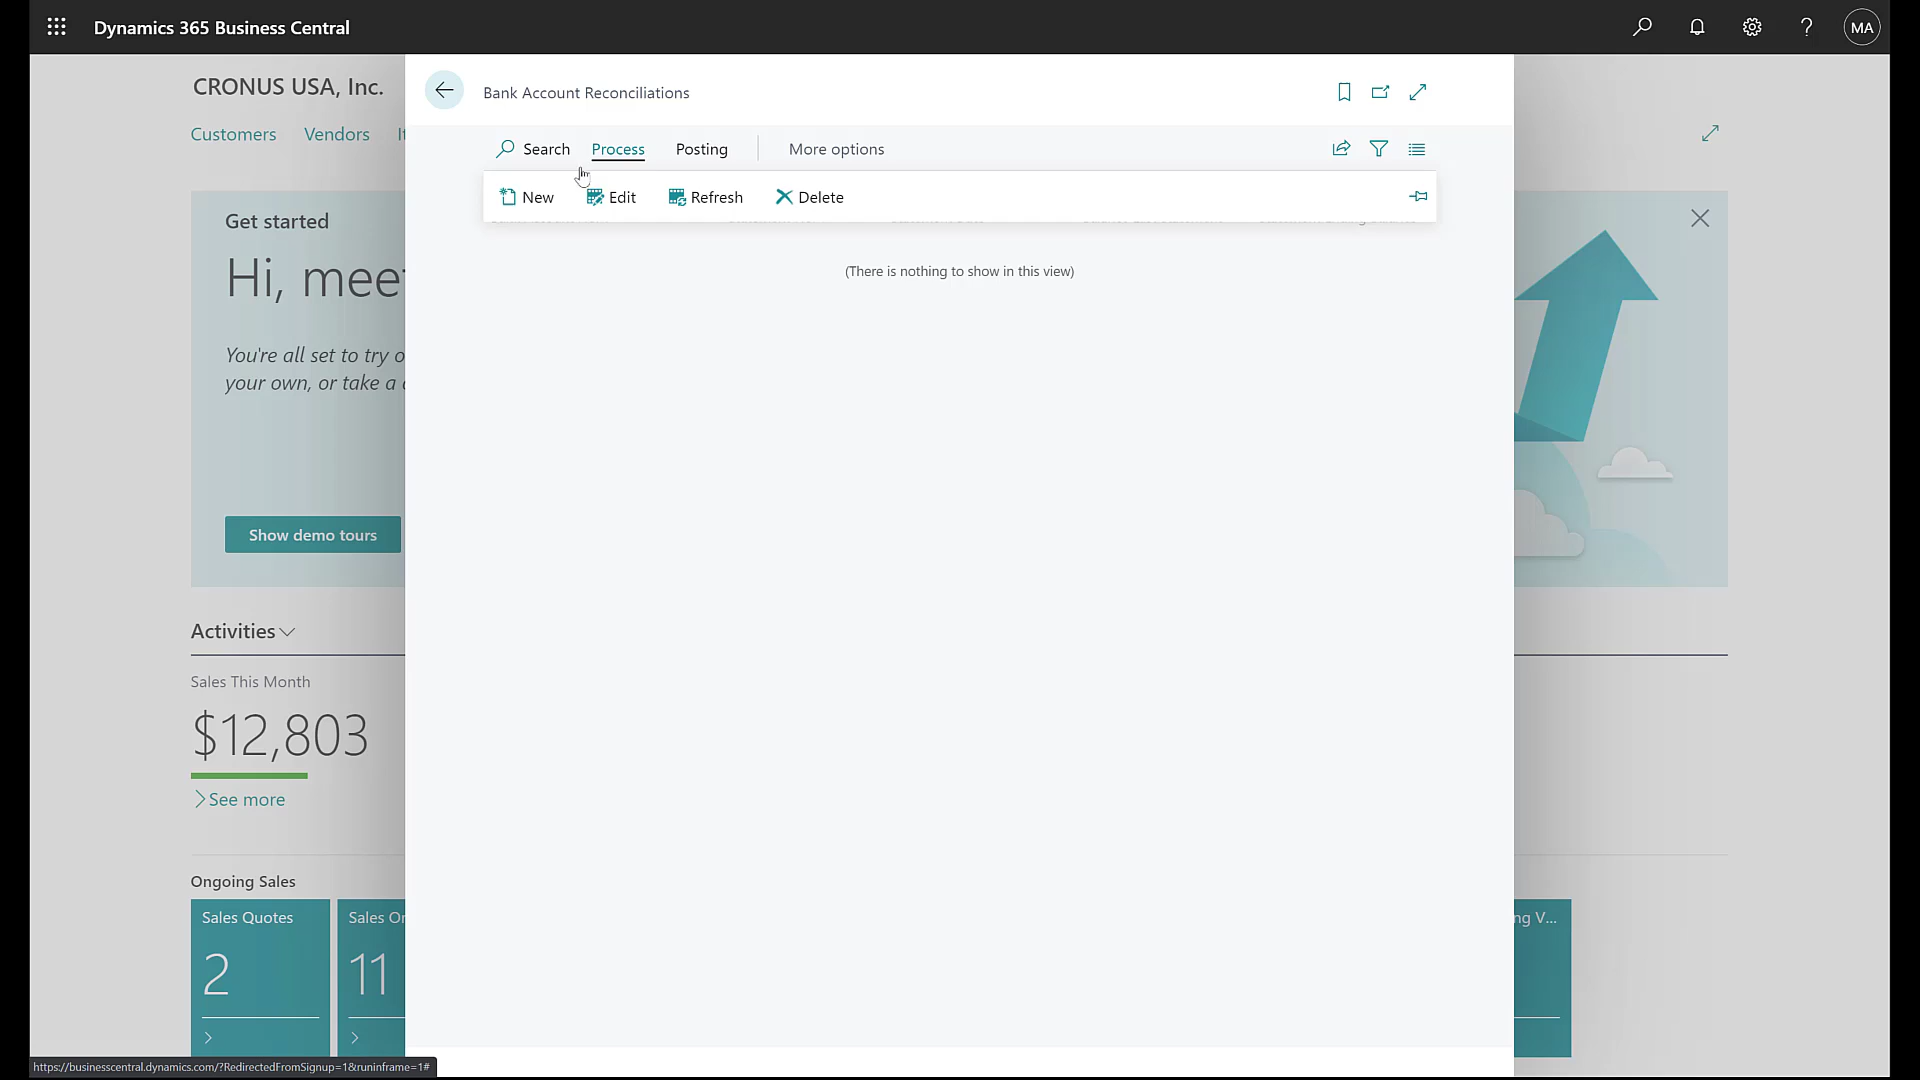 Dynamics 365 Business Central
MA
CRONUS USA, Inc.
Customers
Vendors
Bank Account Reconciliations
Search
Process
Posting
More options
New
Edit
Refresh
Delete
(There is nothing to show in this view)
Get started
Hi, meet
You're all set to try o
your own, or take a
Show demo tours
Activities
Sales This Month
$12,803
See more
Ongoing Sales
Sales Quotes
2
Sales Or
11
ng V...
https://businesscentral.dynamics.com/?RedirectedFromSignup=1&runinframe=1#